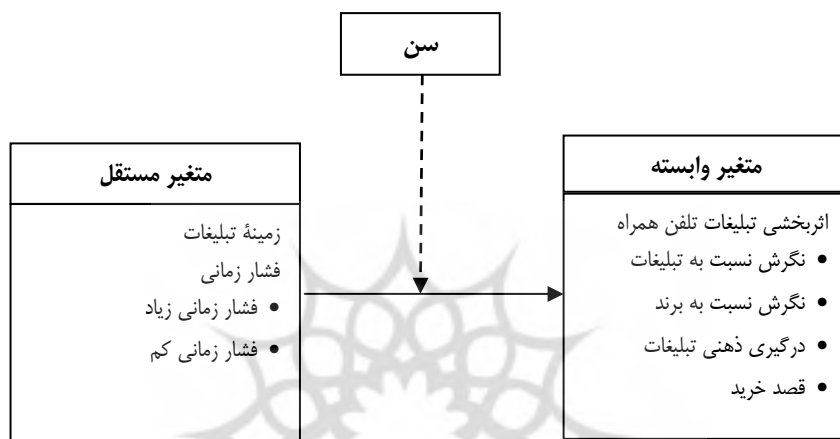 سن
متغیر وابسته
اثربخشی تبلیغات تلفن همراه
• نگرش نسبت به تبلیغات
• نگرش نسبت به برند
• درگیری ذهنی تبلیغات
• قصد خرید
متغیر مستقل
زمینۀ تبلیغات
فشار زمانی
• فشار زمانی زیاد
• فشار زمانی کم